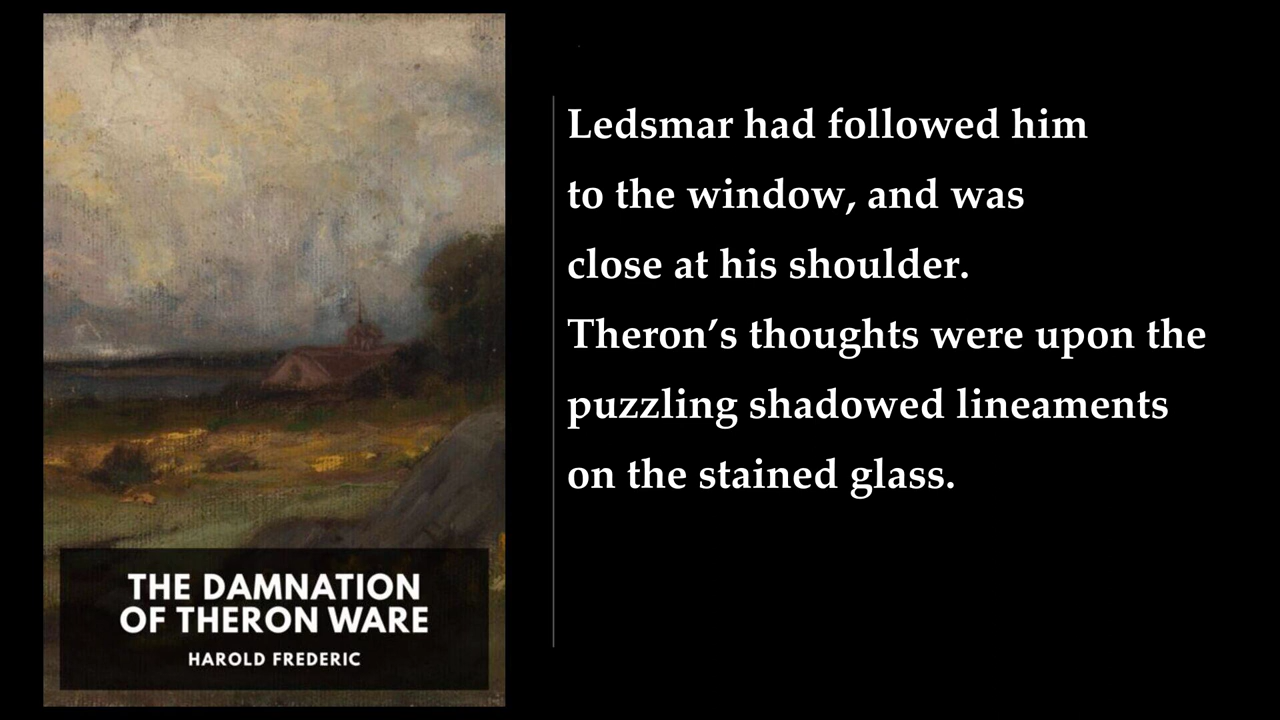 THE DAMNATION
OF THERON WARE
HAROLD FREDERIC
Ledsmar had followed him
to the window, and was
close at his shoulder.
Theron’s thoughts were upon the
puzzling shadowed lineaments
on the stained glass.